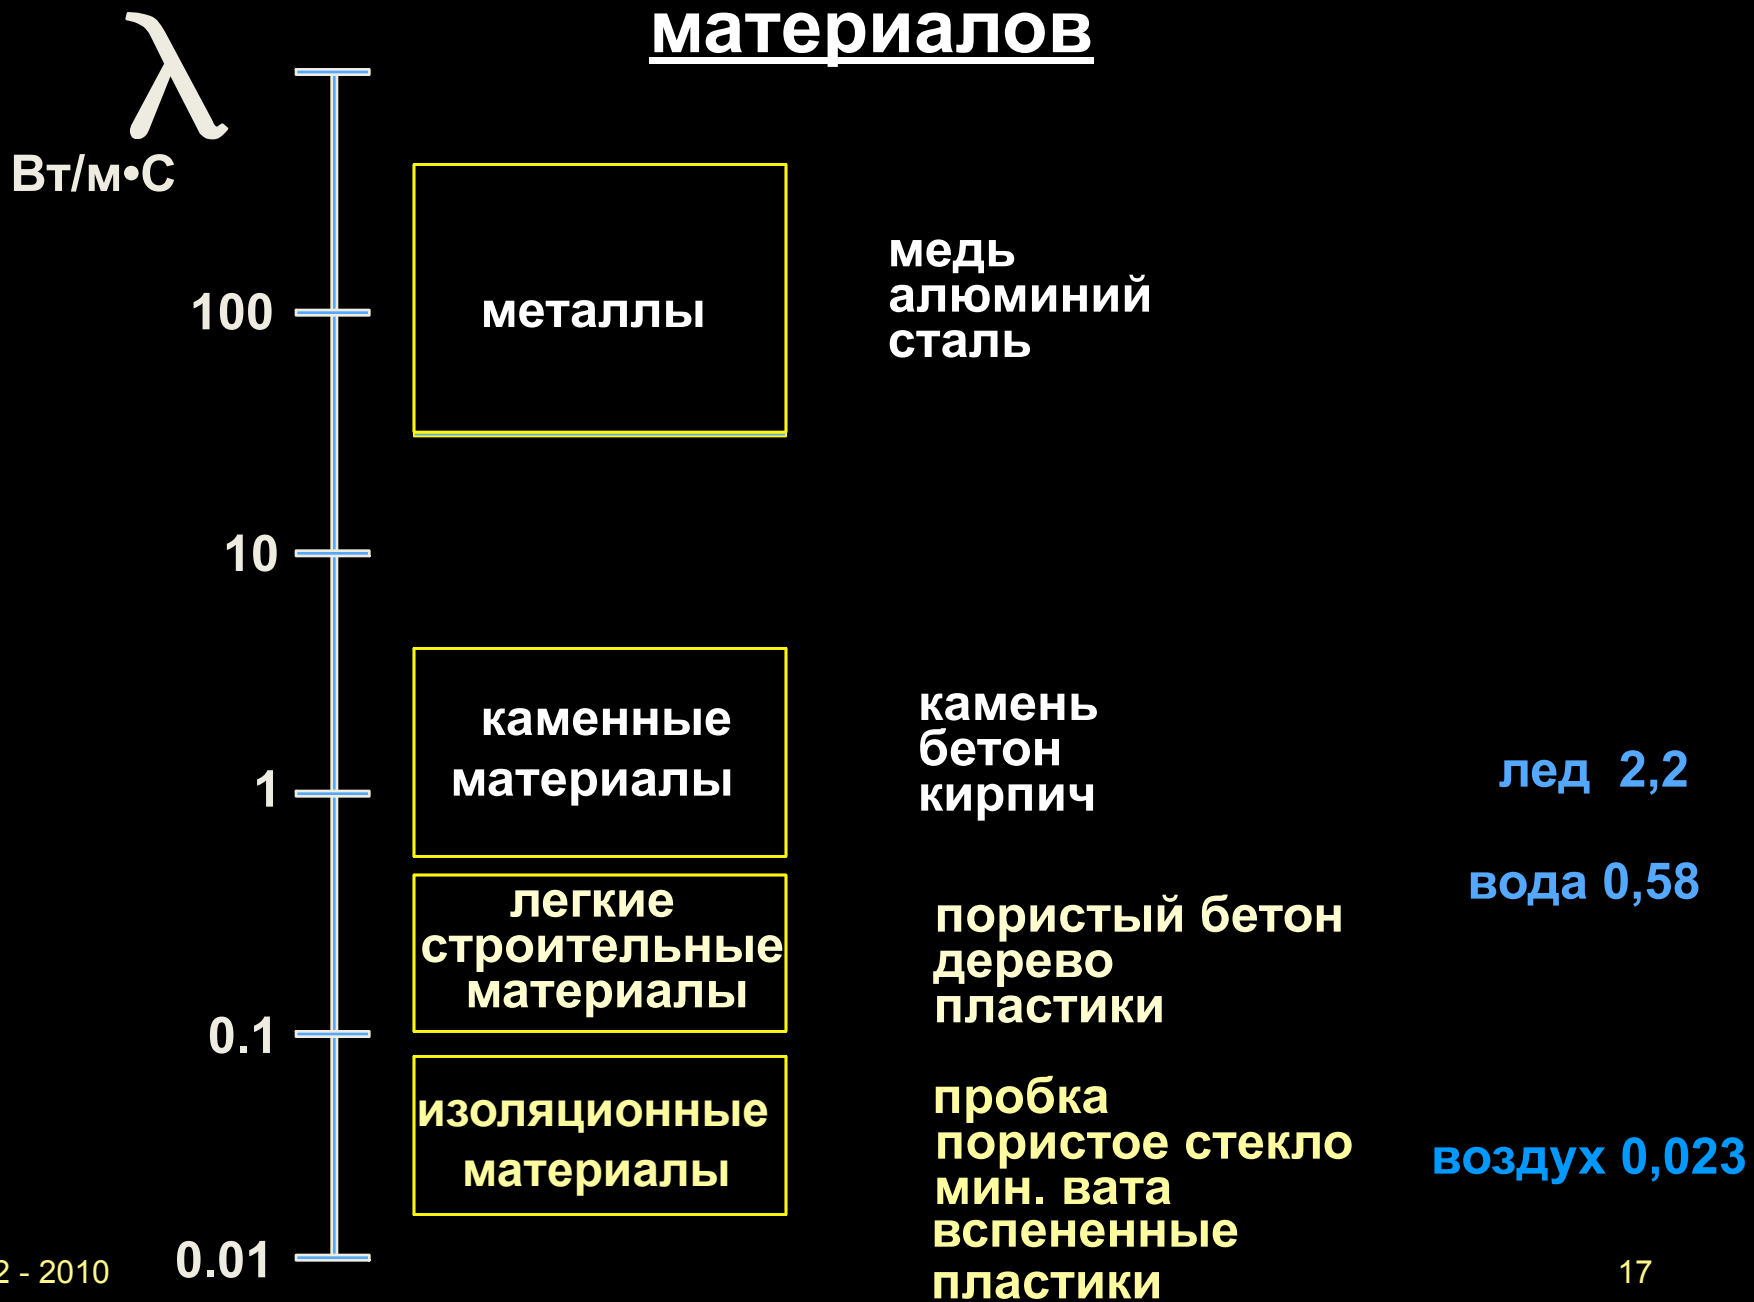 материалов
λ
Вт/м•С
100
металлы
медь
алюминий
сталь
10
каменные
материалы
камень
бетон
кирпич
лед 2,2
1
вода 0,58
легкие
строительные
материалы
пористый бетон
дерево
пластики
0.1
изоляционные
материалы
пробка
пористое стекло
мин. вата
вспененные
пластики
воздух 0,023
0.01
2 - 2010
17